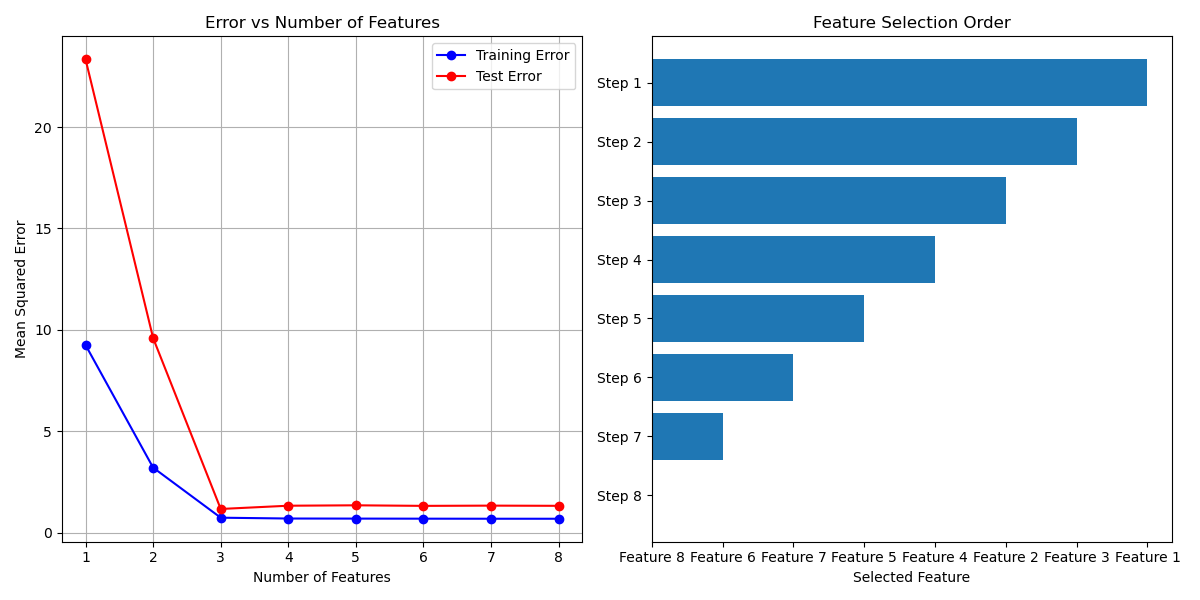 Error vs Number of Features
Training Error
Test Error
20
15
10
5
0
Mean Squared Error
1 2 3 4 5 6 7 8
Number of Features
Feature Selection Order
Step 1
Step 2
Step 3
Step 4
Step 5
Step 6
Step 7
Step 8
Feature 8 Feature 6 Feature 7 Feature 5 Feature 4 Feature 2 Feature 3 Feature 1
Selected Feature